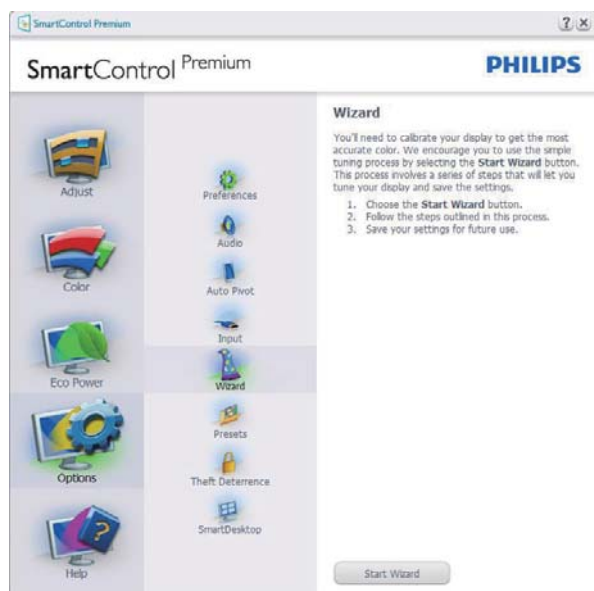 SmartControl Premium
SmartControl Premium
PHILIPS
Adjust
Color
Eco Power
Options
Help
Preferences
Audio
Auto Pivot
Input
Wizard
Presets
Theft Deterrence
SmartDesktop
Wizard
You'll need to calibrate your display to get the most
accurate color. We encourage you to use the simple
tuning process by selecting the Start Wizard button.
This process involves a series of steps that will let you
tune your display and save the settings.
1. Choose the Start Wizard button.
2. Follow the steps outlined in this process.
3. Save your settings for future use.
Start Wizard